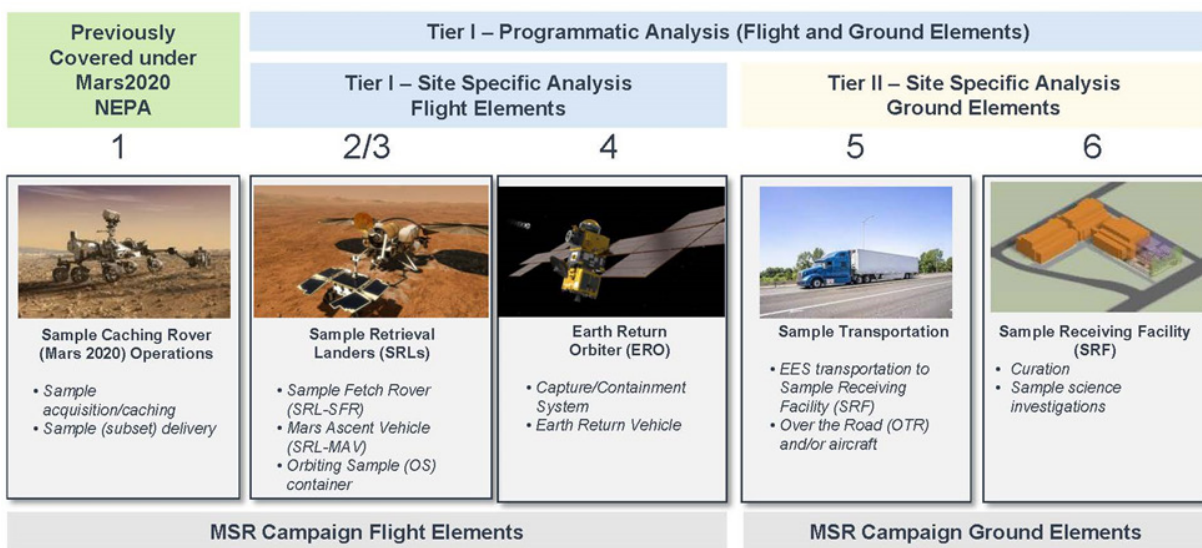 Previously
Covered under
Mars2020
NEPA
Tier I – Programmatic Analysis (Flight and Ground Elements)
Tier I – Site Specific Analysis
Flight Elements
Tier II – Site Specific Analysis
Ground Elements
1
2/3
4
5
6
Sample Caching Rover
(Mars 2020) Operations
• Sample
acquisition/caching
• Sample (subset) delivery
Sample Retrieval
Landers (SRLs)
• Sample Fetch Rover
(SRL-SFR)
• Mars Ascent Vehicle
(SRL-MAV)
• Orbiting Sample (OS)
container
Earth Return
Orbiter (ERO)
• Capture/Containment
System
• Earth Return Vehicle
Sample Transportation
• EES transportation to
Sample Receiving
Facility (SRF)
• Over the Road (OTR)
and/or aircraft
Sample Receiving Facility
(SRF)
• Curation
• Sample science
investigations
MSR Campaign Flight Elements
MSR Campaign Ground Elements